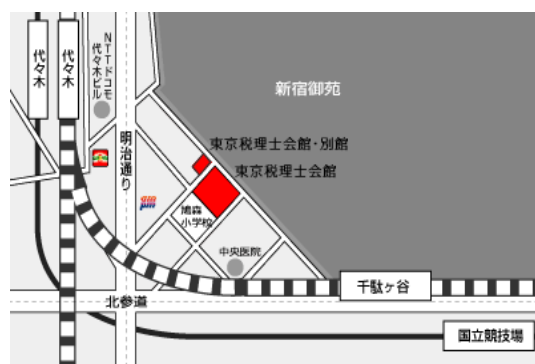 代々木
代々木
NTTドコモ
代々木ビル
新宿御苑
明治通り
東京税理士会館・別館
東京税理士会館
am
pm
鳩森
小学校
中央医院
千駄ヶ谷
北参道
国立競技場